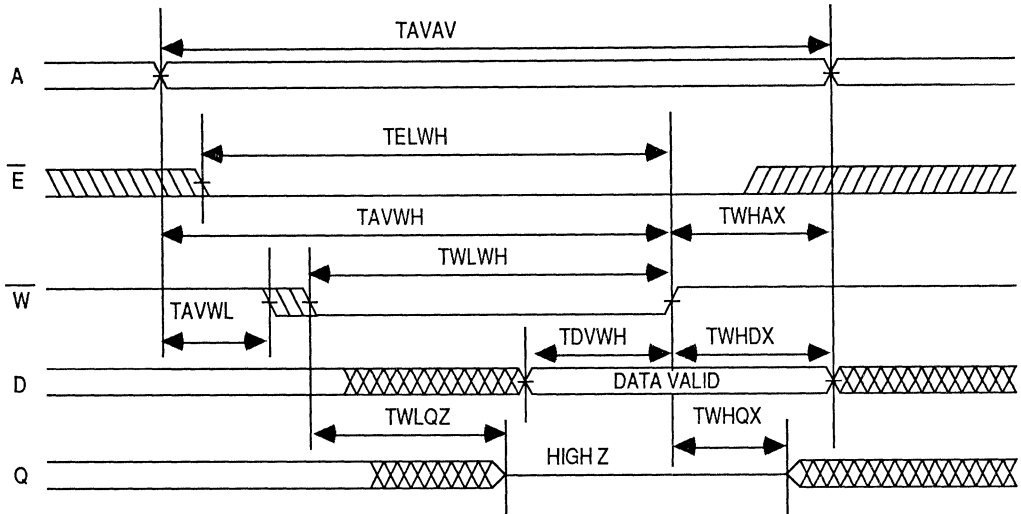 TAVAV
A
TELWH
E
TAVWH
TWHAX
TWLWH
W
TAVWL
TDVWH
TWHDX
D
DATA VALID
TWLQZ
TWHQX
HIGH Z
Q